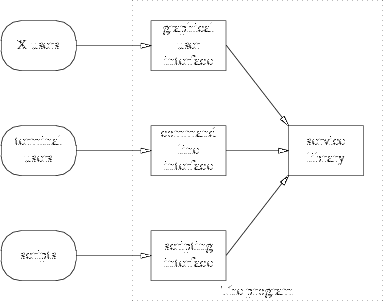 X users
graphical
user
interface
terminal
users
command
line
interface
service
library
scripts
scripting
interface
The program